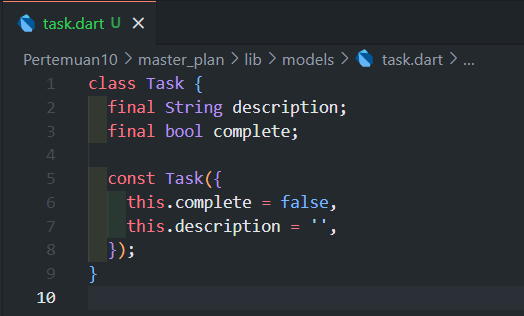 task.dart U ×
Pertemuan10 > master_plan > lib > models > task.dart > ...
1 class Task {
2   final String description;
3   final bool complete;
4
5   const Task({
6     this.complete = false,
7     this.description = '',
8   });
9 }
10